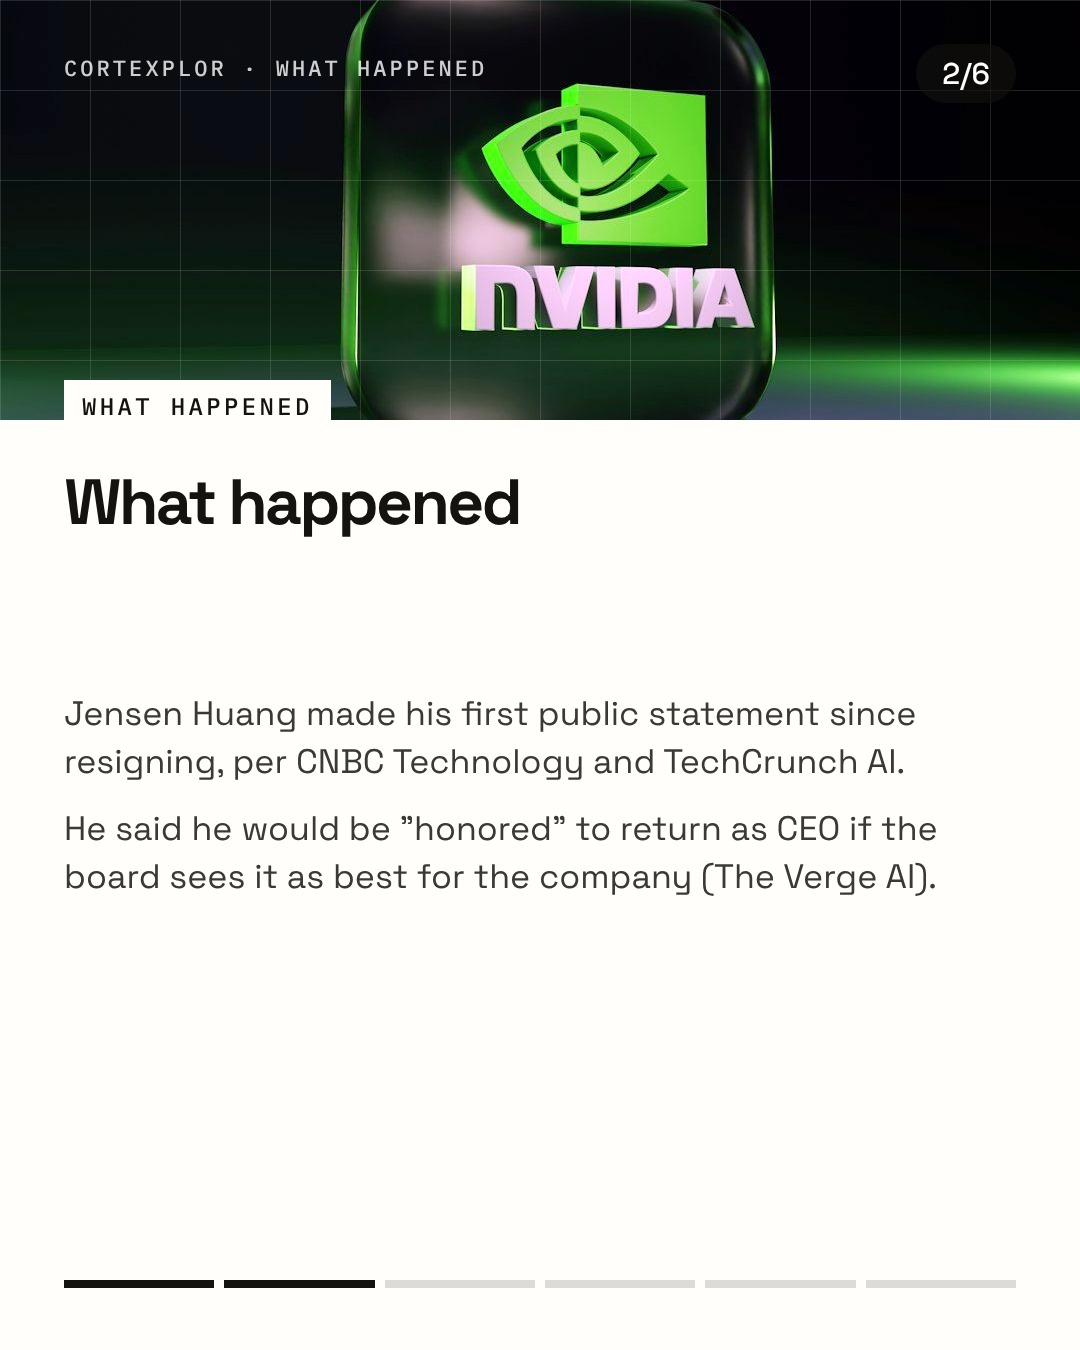 CORTEXPLOR · WHAT HAPPENED
2/6
NVIDIA
WHAT HAPPENED
What happened
Jensen Huang made his first public statement since
resigning, per CNBC Technology and TechCrunch AI.
He said he would be ”honored” to return as CEO if the
board sees it as best for the company (The Verge AI).